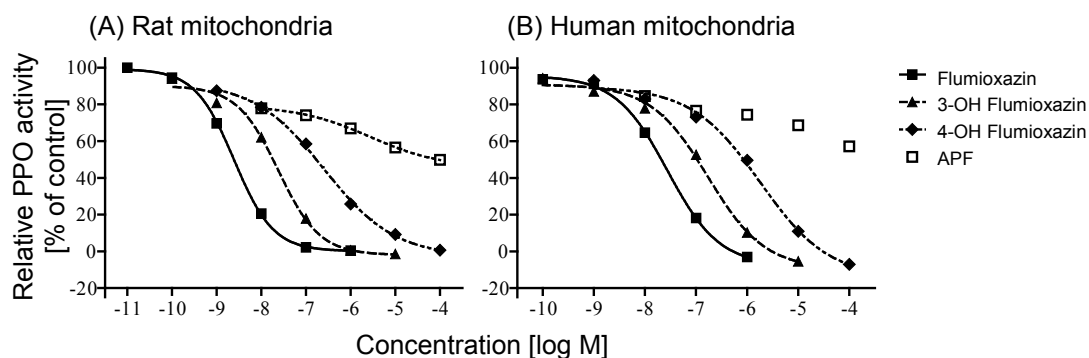 (A) Rat mitochondria
(B) Human mitochondria
Relative PPO activity
[% of control]
100
80
60
40
20
0
-20
-11 -10 -9 -8 -7 -6 -5 -4
100
80
60
40
20
0
-20
-10 -9 -8 -7 -6 -5 -4
Concentration [log M]
Flumioxazin
3-OH Flumioxazin
4-OH Flumioxazin
APF